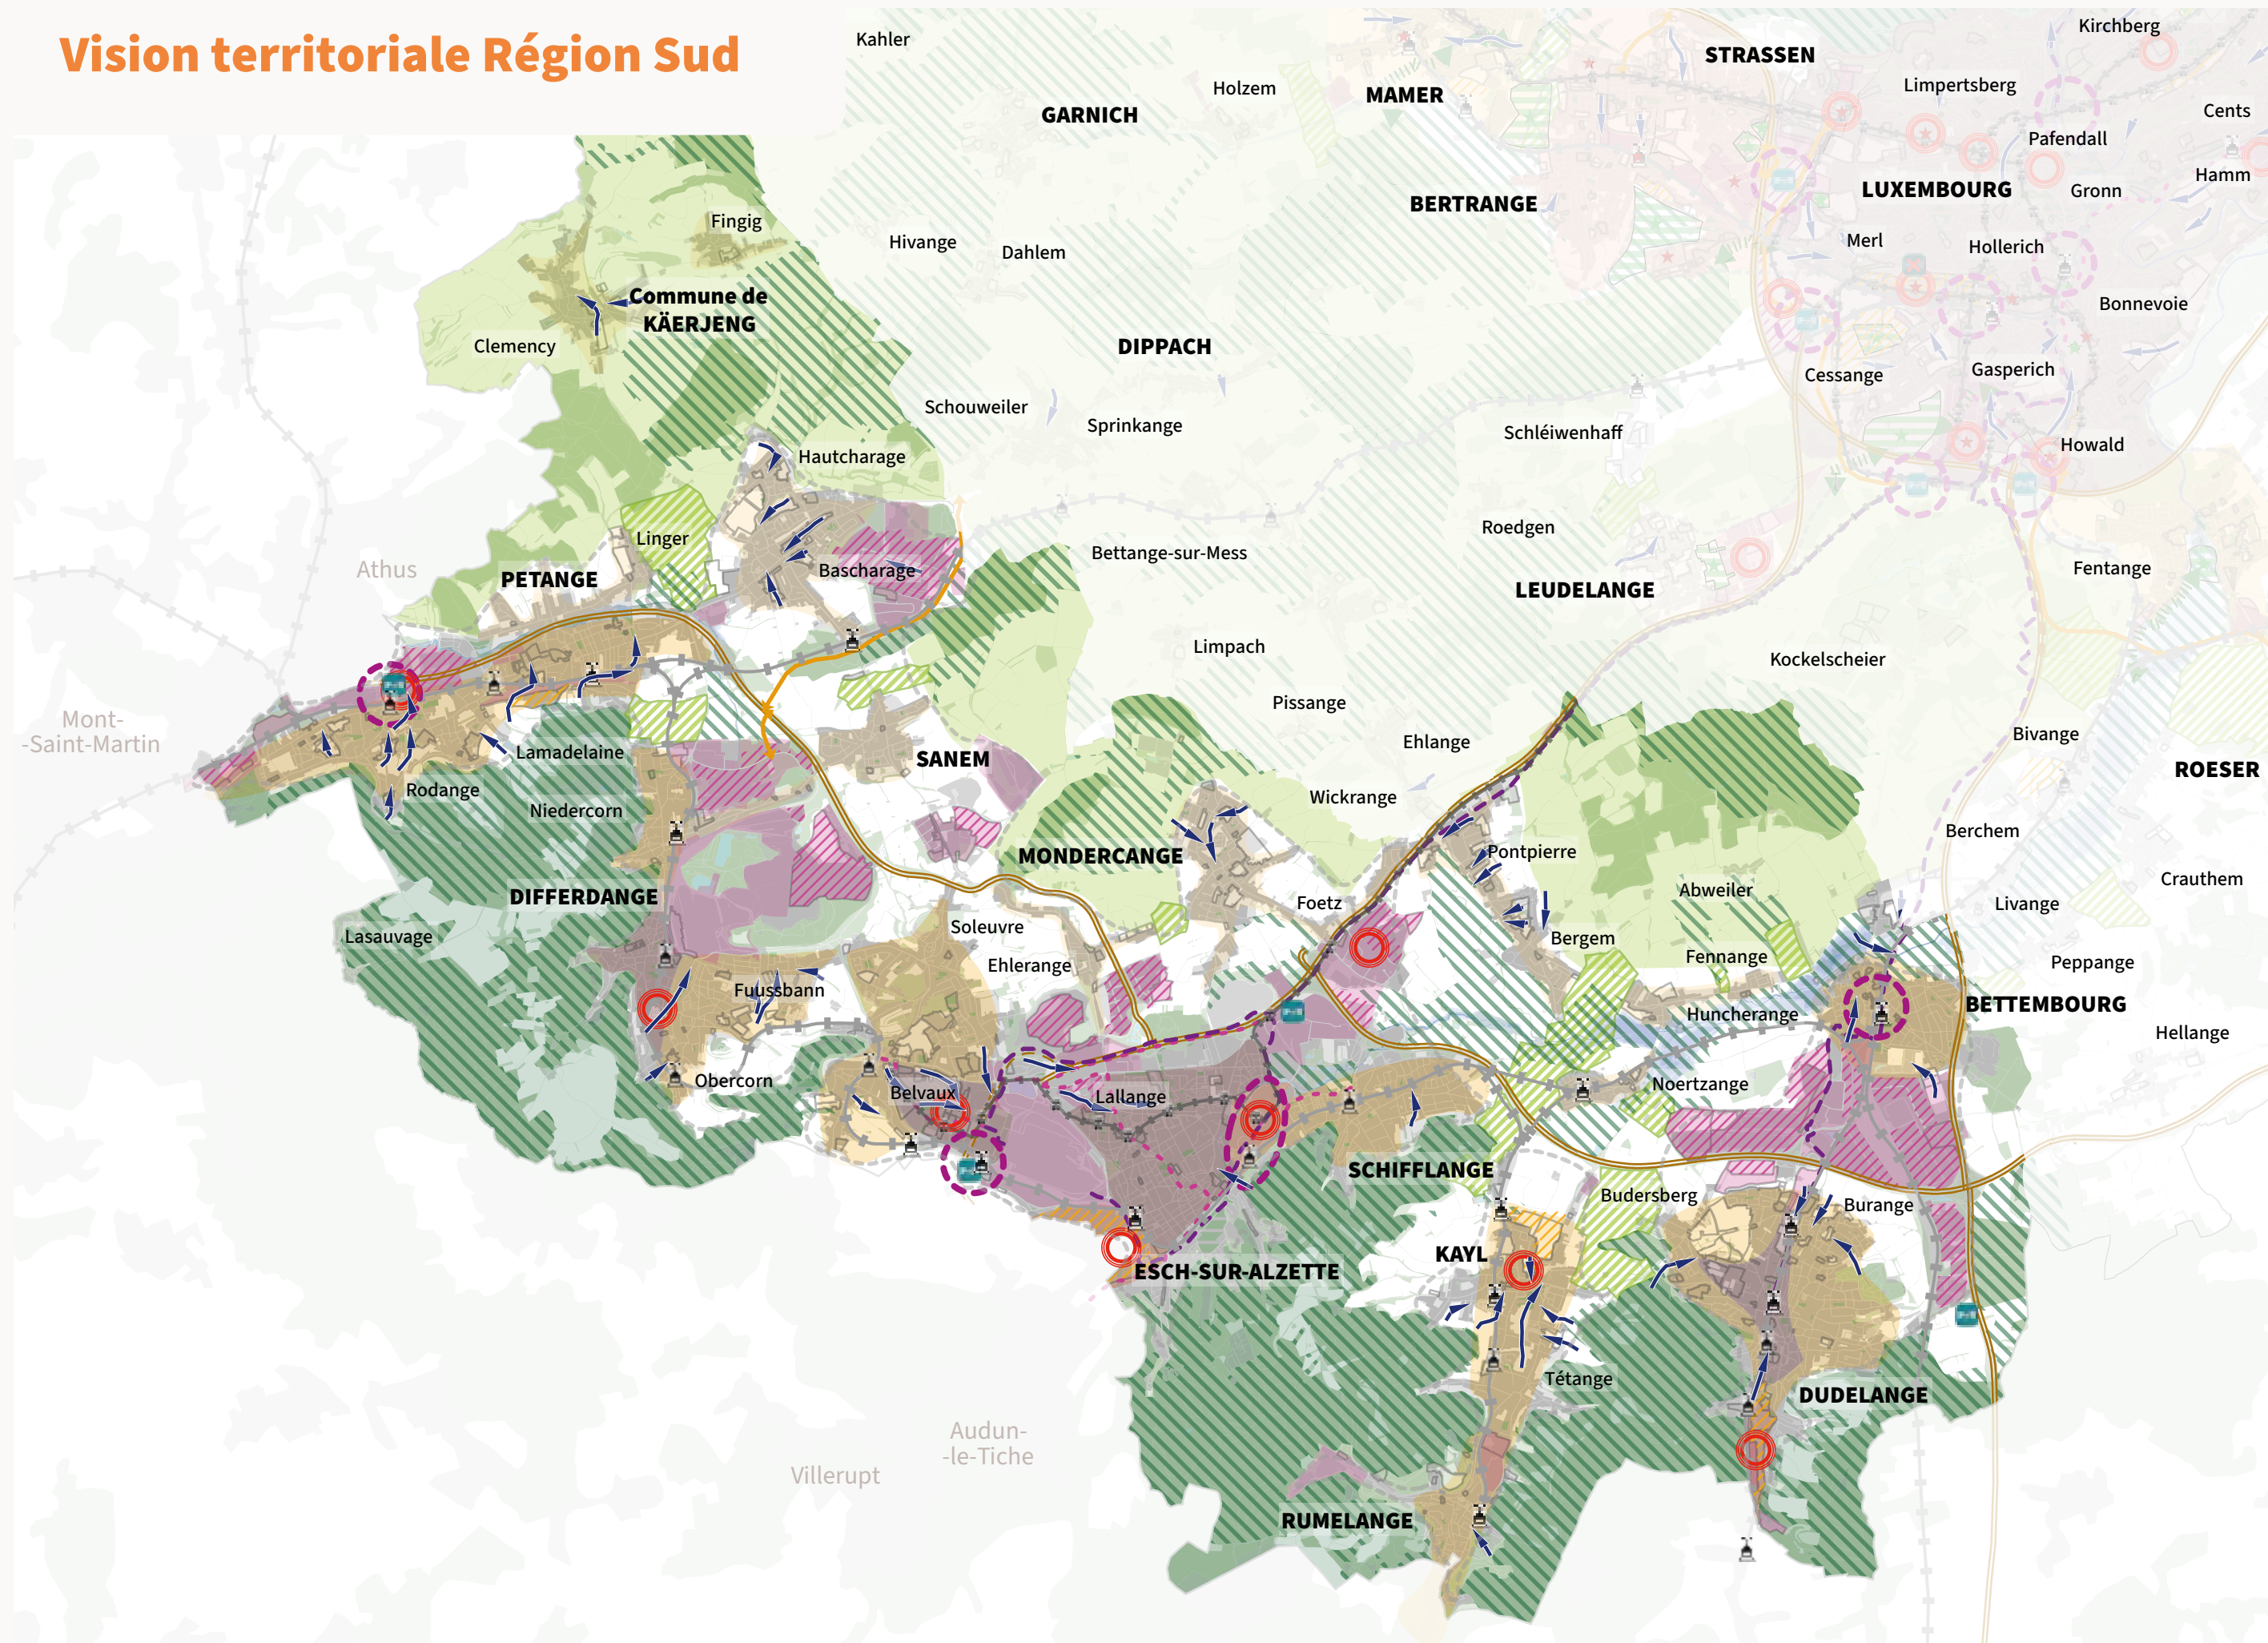 Vision territoriale Région Sud
Kahler
Kirchberg
STRASSEN
Holzem
Limpertsberg
MAMER
GARNICH
Cents
Pafendall
Hamm
LUXEMBOURG
Gronn
BERTRANGE
Fingig
Hivange
Dahlem
Merl
Hollerich
Commune de
KÄERJENG
Bonnevoie
Clemency
DIPPACH
Cessange
Gasperich
Schouweiler
Sprinkange
Schléiwenhaff
Howald
Hautcharage
Roedgen
Linger
Bettange-sur-Mess
Athus
PETANGE
Bascharage
Fentange
LEUDELANGE
Limpach
Kockelscheier
Pissange
Mont-
-Saint-Martin
Ehlange
Bivange
Lamadelaine
SANEM
ROESER
Rodange
Niedercorn
Wickrange
Berchem
MONDERCANGE
Pontpierre
Crauthem
DIFFERDANGE
Abweiler
Foetz
Livange
Lasauvage
Soleuvre
Bergem
Ehlerange
Fennange
Peppange
Fuussbann
BETTEMBOURG
Huncherange
Hellange
Obercorn
Belvaux
Lallange
Noertzange
SCHIFFLANGE
Budersberg
Burange
KAYL
ESCH-SUR-ALZETTE
Tétange
DUDELANGE
Audun-
-le-Tiche
Villerupt
RUMELANGE